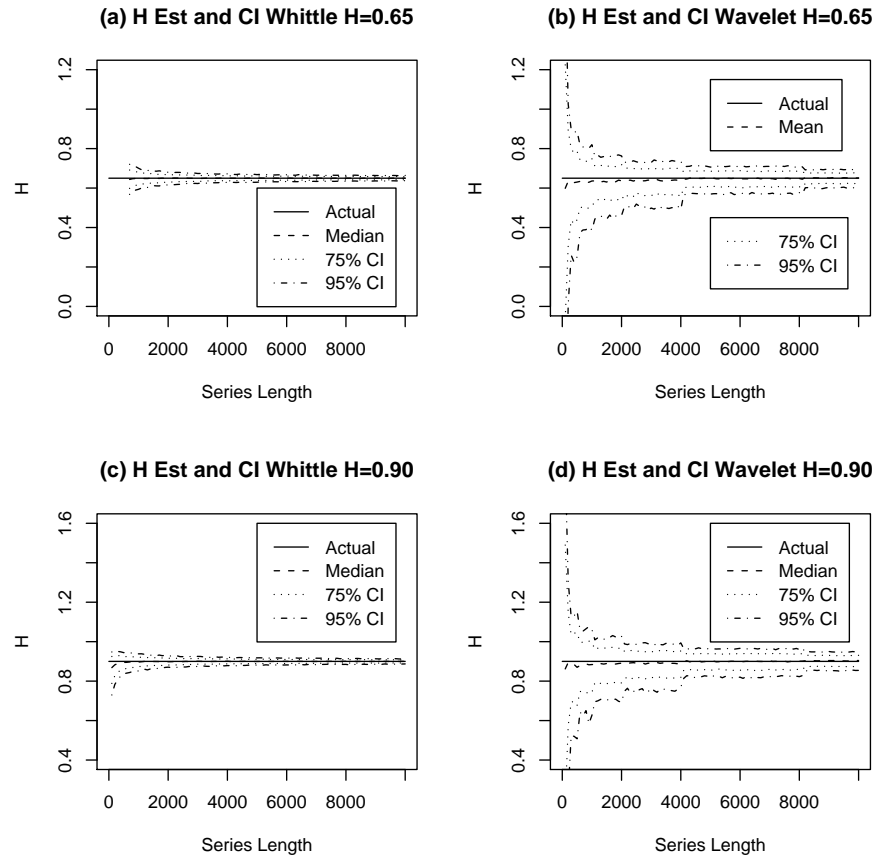 (a) H Est and CI Whittle H=0.65
1.2
0.8
0.4
0.0
H
Actual
Median
75% CI
95% CI
0 2000 4000 6000 8000
Series Length
(b) H Est and CI Wavelet H=0.65
1.2
0.8
0.4
0.0
H
Actual
Mean
75% CI
95% CI
0 2000 4000 6000 8000
Series Length
(c) H Est and CI Whittle H=0.90
1.6
1.2
0.8
0.4
H
Actual
Median
75% CI
95% CI
0 2000 4000 6000 8000
Series Length
(d) H Est and CI Wavelet H=0.90
1.6
1.2
0.8
0.4
H
Actual
Median
75% CI
95% CI
0 2000 4000 6000 8000
Series Length